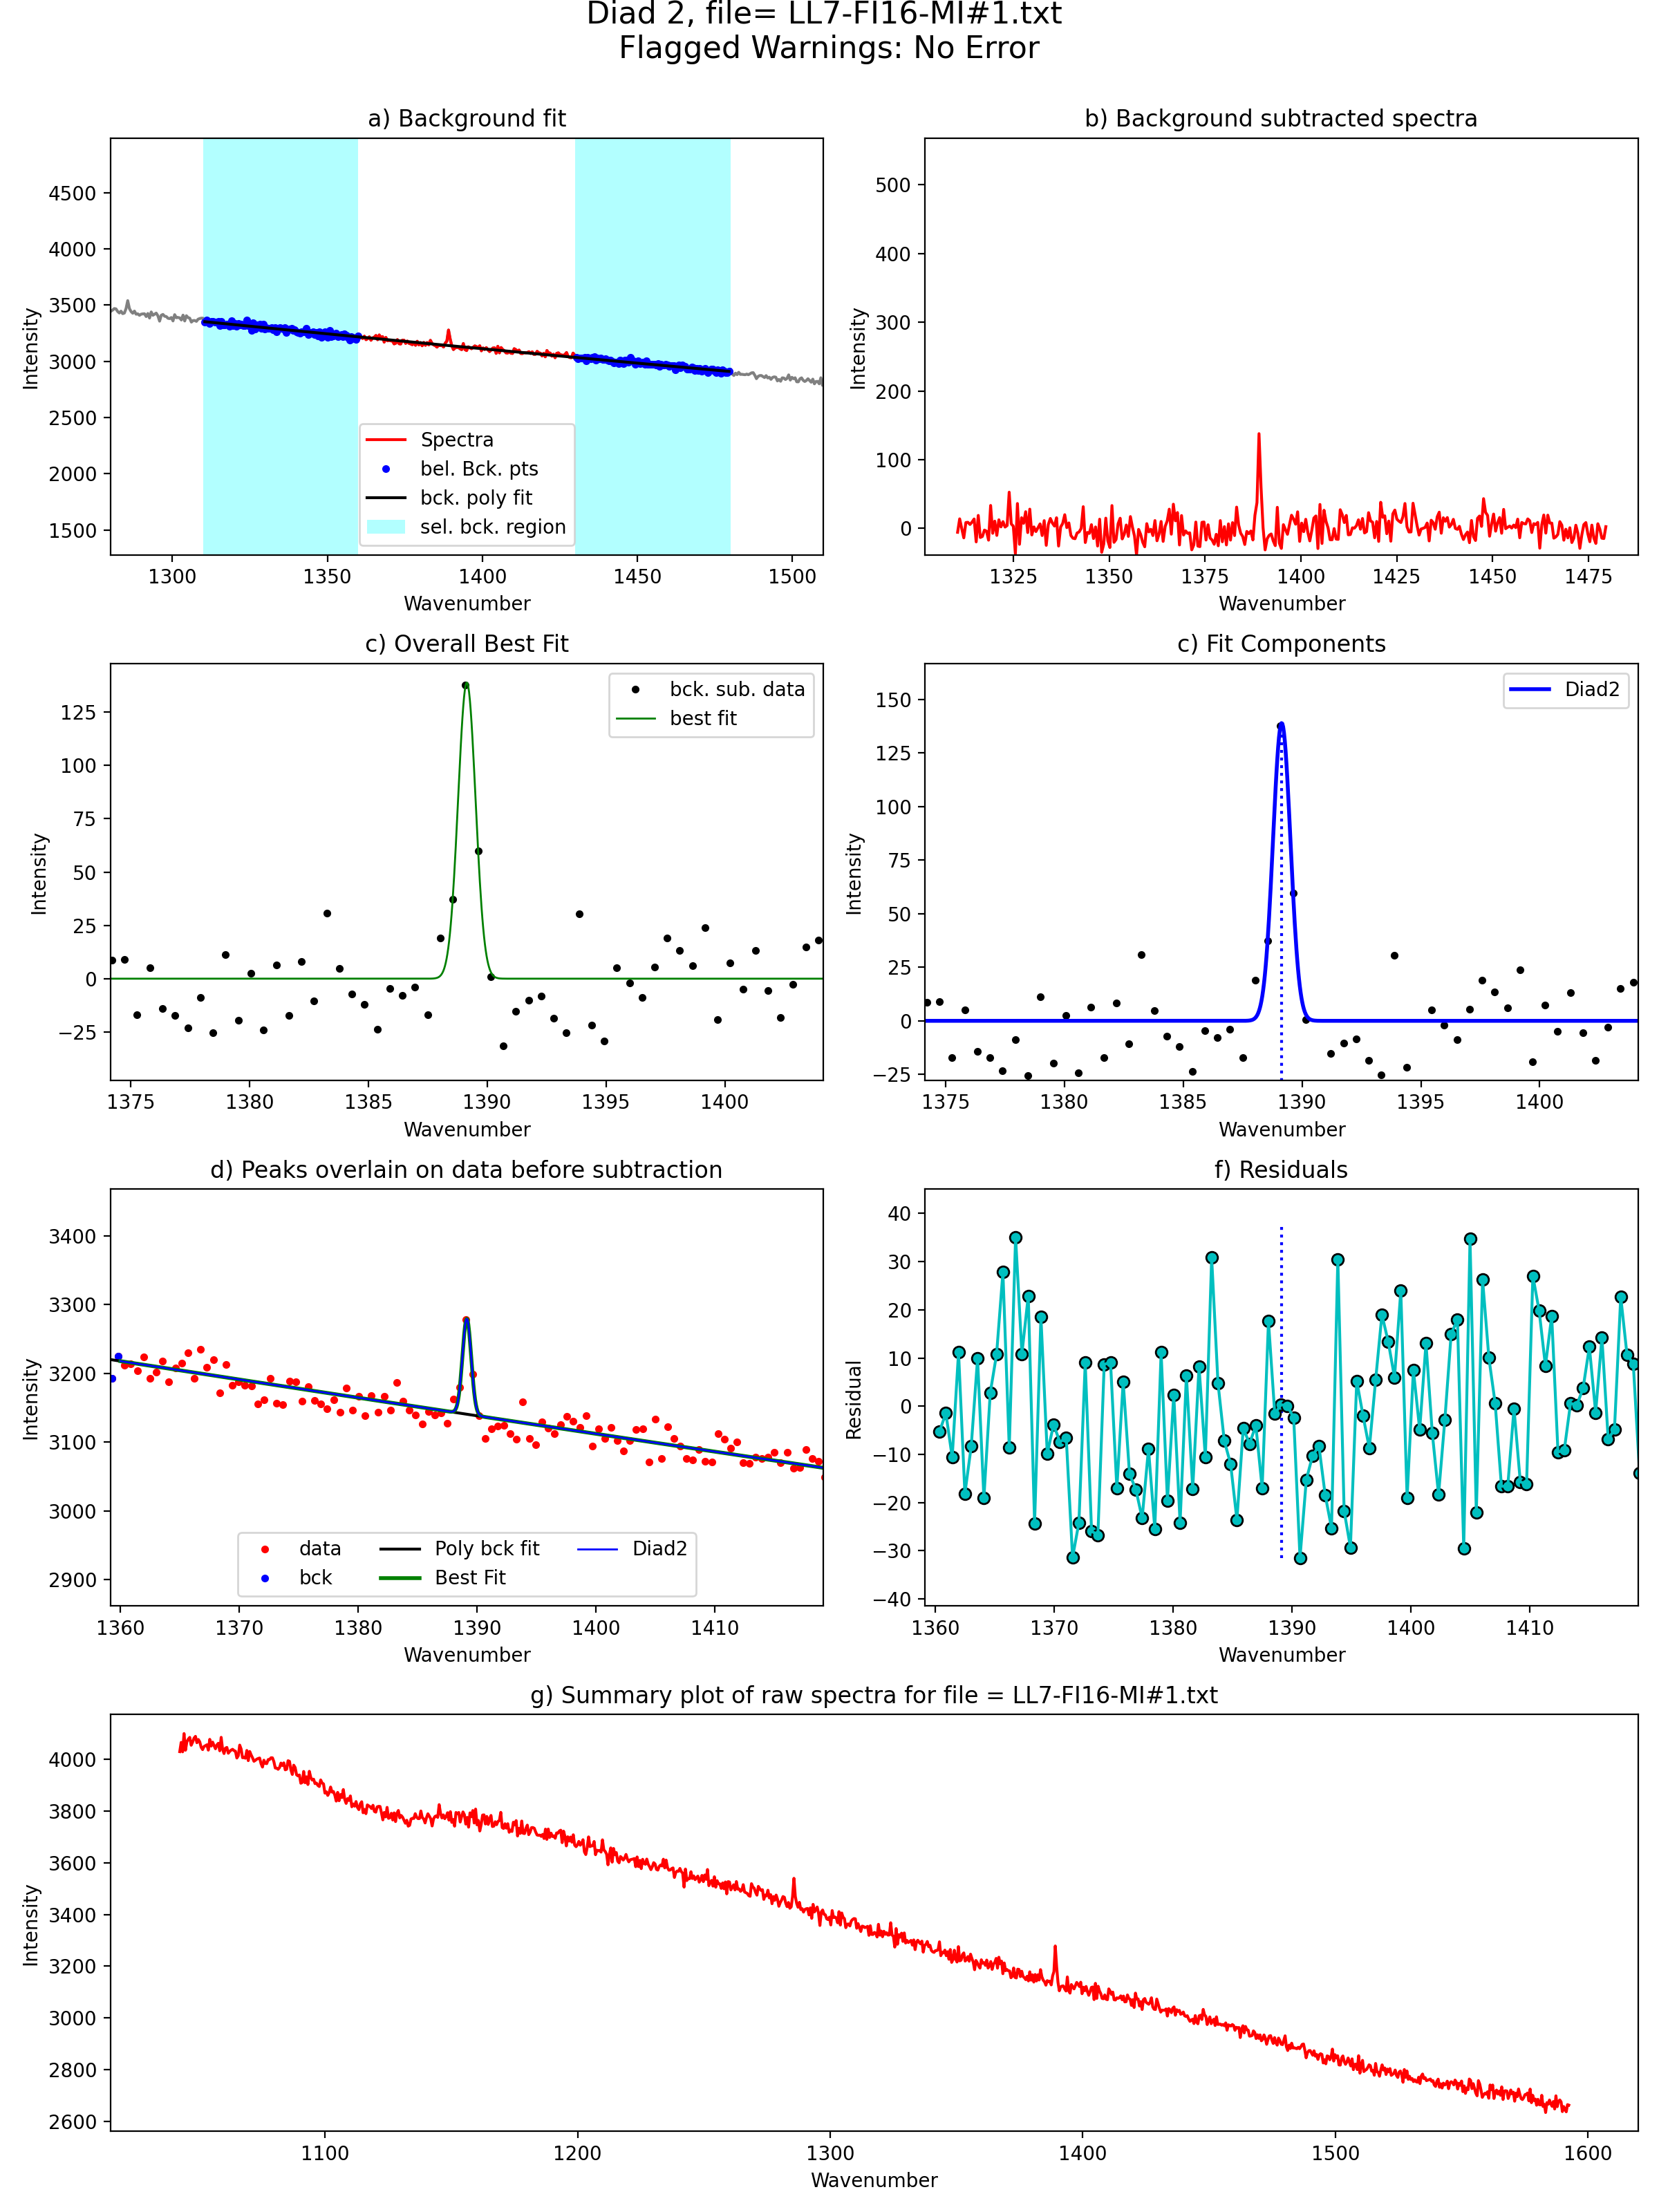 Diad 2, file= LL7-FI16-MI#1.txt
Flagged Warnings: No Error
a) Background fit
Intensity
4500
4000
3500
3000
2500
2000
1500
Spectra
bel. Bck. pts
bck. poly fit
sel. bck. region
1300 1350 1400 1450 1500
Wavenumber
b) Background subtracted spectra
Intensity
500
400
300
200
100
0
1325 1350 1375 1400 1425 1450 1475
Wavenumber
c) Overall Best Fit
Intensity
125
100
75
50
25
0
−25
bck. sub. data
best fit
1375 1380 1385 1390 1395 1400
Wavenumber
c) Fit Components
Intensity
150
125
100
75
50
25
0
−25
Diad2
1375 1380 1385 1390 1395 1400
Wavenumber
d) Peaks overlain on data before subtraction
Intensity
3400
3300
3200
3100
3000
2900
data Poly bck fit Diad2
bck Best Fit
1360 1370 1380 1390 1400 1410
Wavenumber
f) Residuals
Residual
40
30
20
10
0
−10
−20
−30
−40
1360 1370 1380 1390 1400 1410
Wavenumber
g) Summary plot of raw spectra for file = LL7-FI16-MI#1.txt
Intensity
4000
3800
3600
3400
3200
3000
2800
2600
1100 1200 1300 1400 1500 1600
Wavenumber